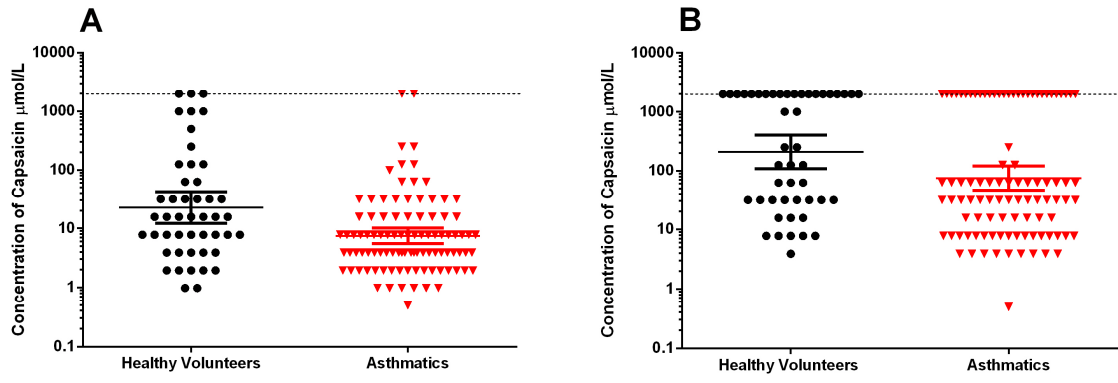 A
Concentration of Capsaicin μmol/L
10000
1000
100
10
1
0.1
Healthy Volunteers
Asthmatics
B
Concentration of Capsaicin μmol/L
10000
1000
100
10
1
0.1
Healthy Volunteers
Asthmatics